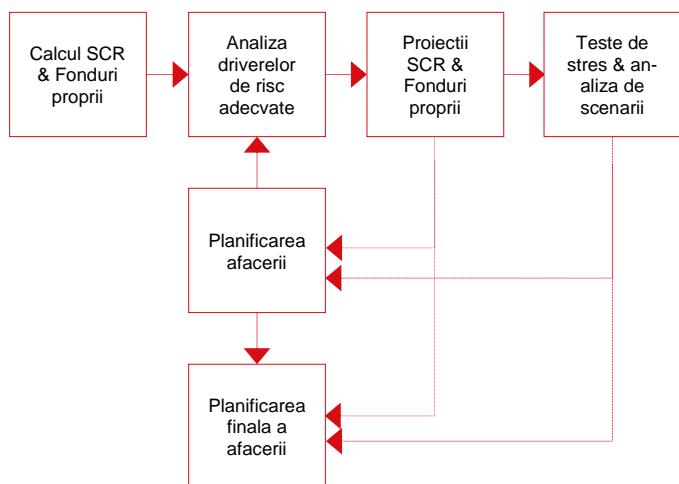 Calcul SCR
& Fonduri
proprii
Analiza
driverelor
de risc
adecvate
Proiectii
SCR &
Fonduri
proprii
Teste de
stres & an-
aliza de
scenarii
Planificarea
afacerii
Planificarea
finala a
afacerii